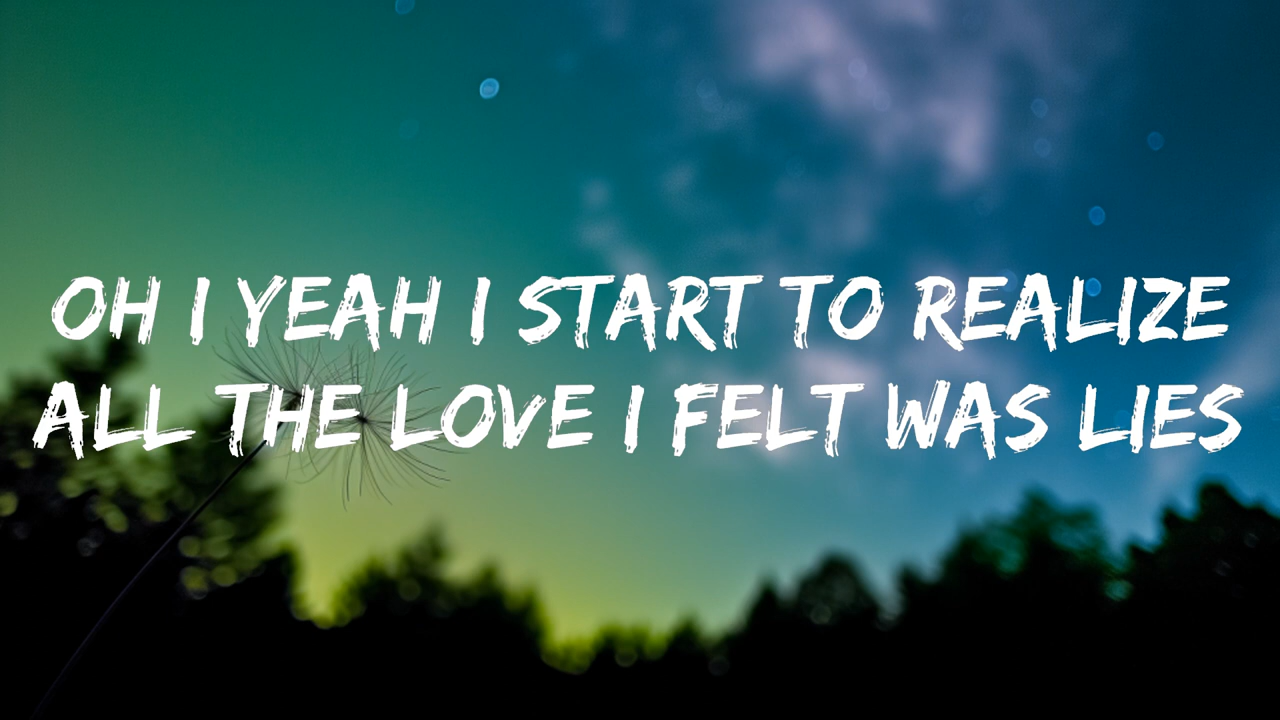 OH I YEAH I START TO REALIZE
ALL THE LOVE I FELT WAS LIES